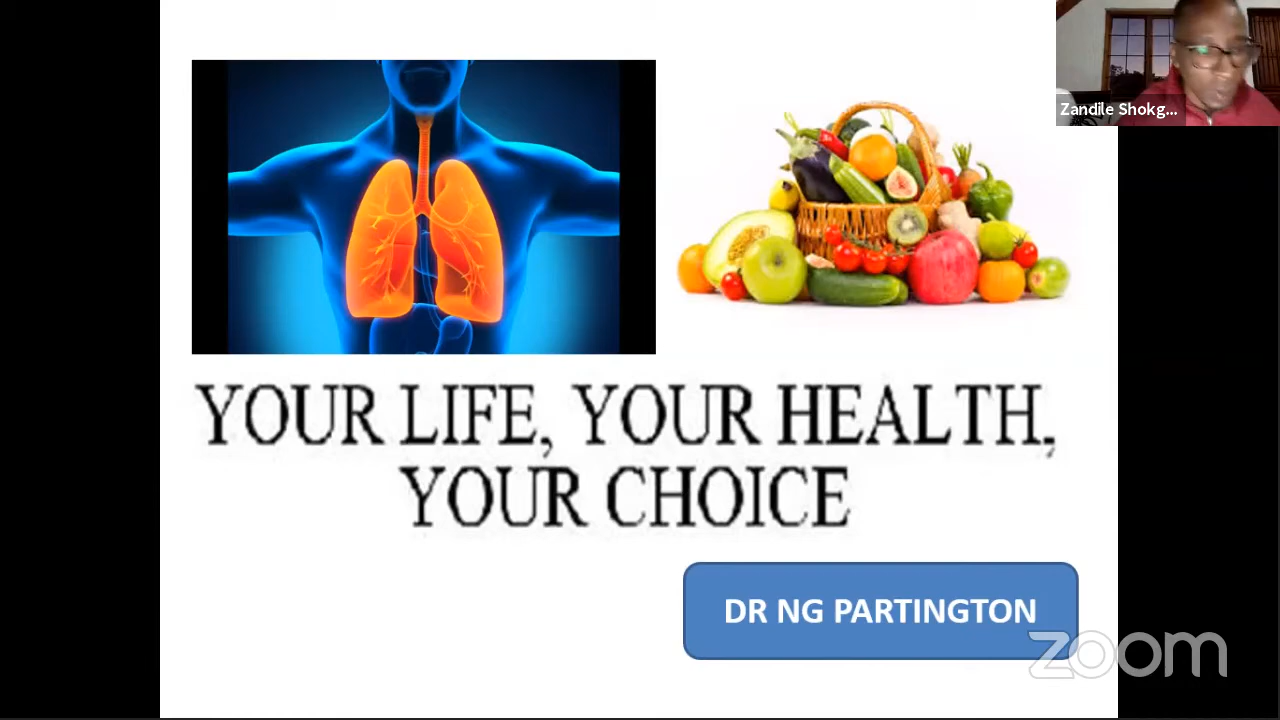 Zandile Shokg...
YOUR LIFE, YOUR HEALTH,
YOUR CHOICE
DR NG PARTINGTON
zoom